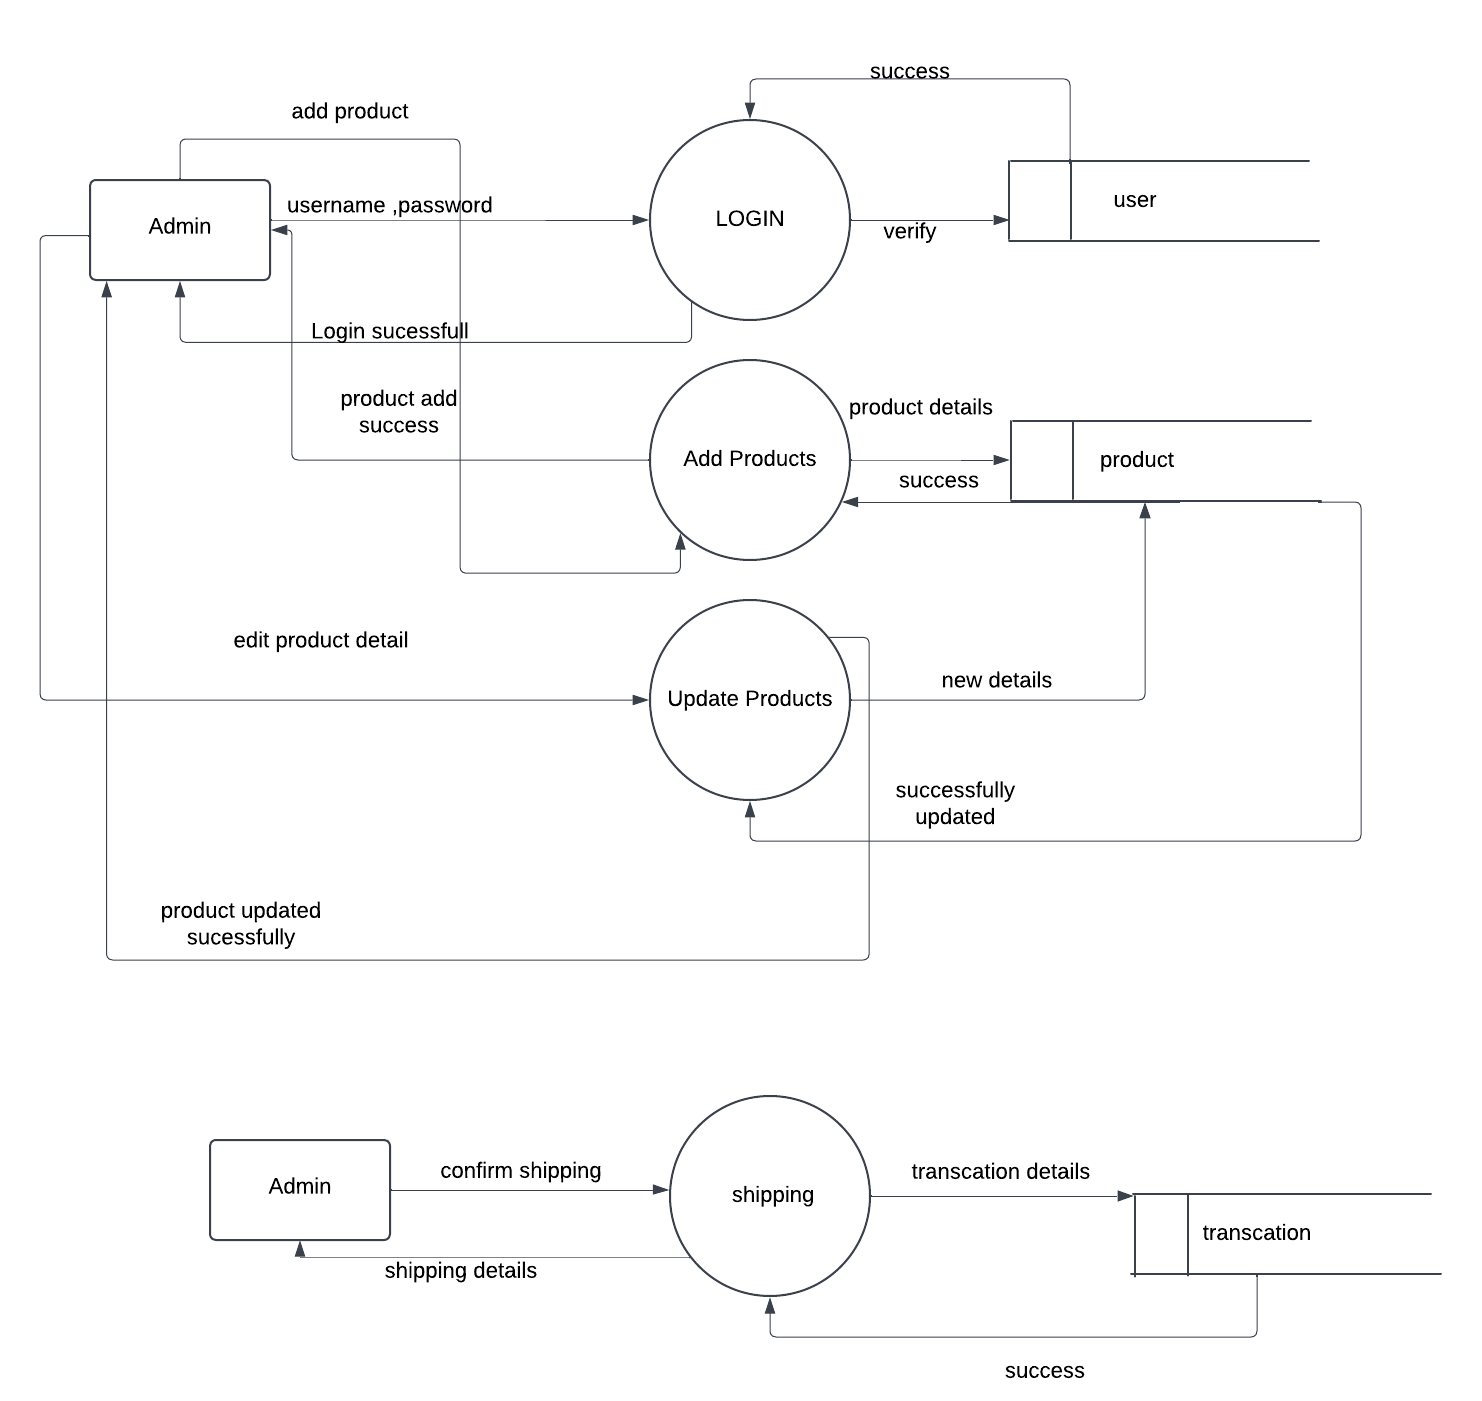 success
add product
Admin
username ,password
LOGIN
user
verify
Login sucessfull
product add
success
Add Products
product details
product
success
edit product detail
Update Products
new details
successfully
updated
product updated
sucessfully
Admin
confirm shipping
shipping
transcation details
transcation
shipping details
success